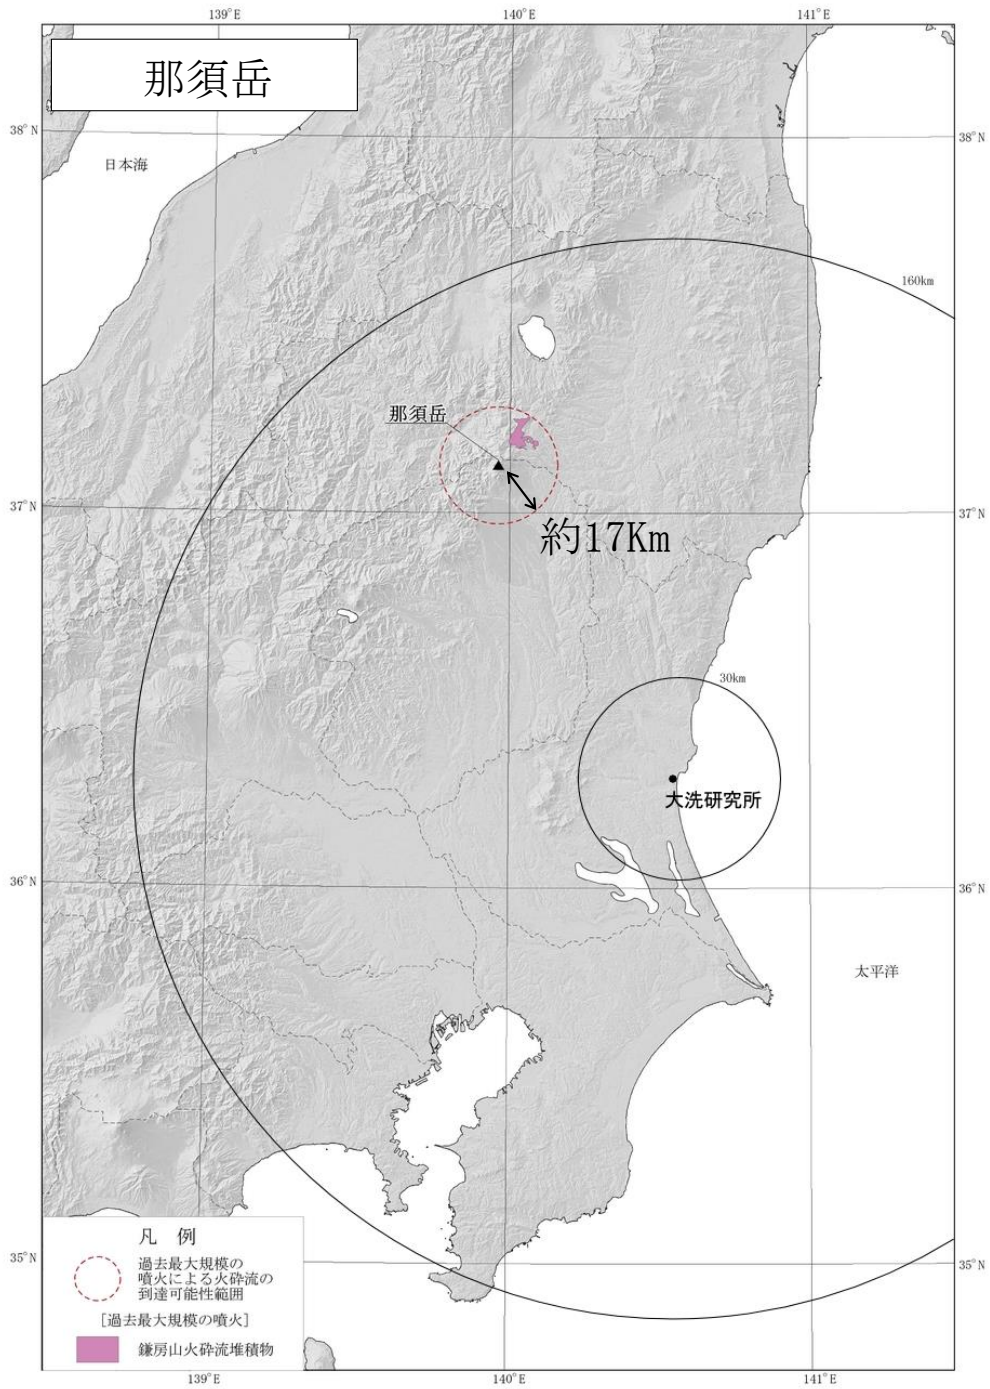 139°E
140°E
141°E
那須岳
38°N
38°N
日本海
160km
那須岳
37°N
37°N
約17Km
30km
大洗研究所
36°N
36°N
太平洋
凡 例
過去最大規模の
噴火による火砕流の
到達可能性範囲
[過去最大規模の噴火]
鎌房山火砕流堆積物
35°N
35°N
139°E
140°E
141°E